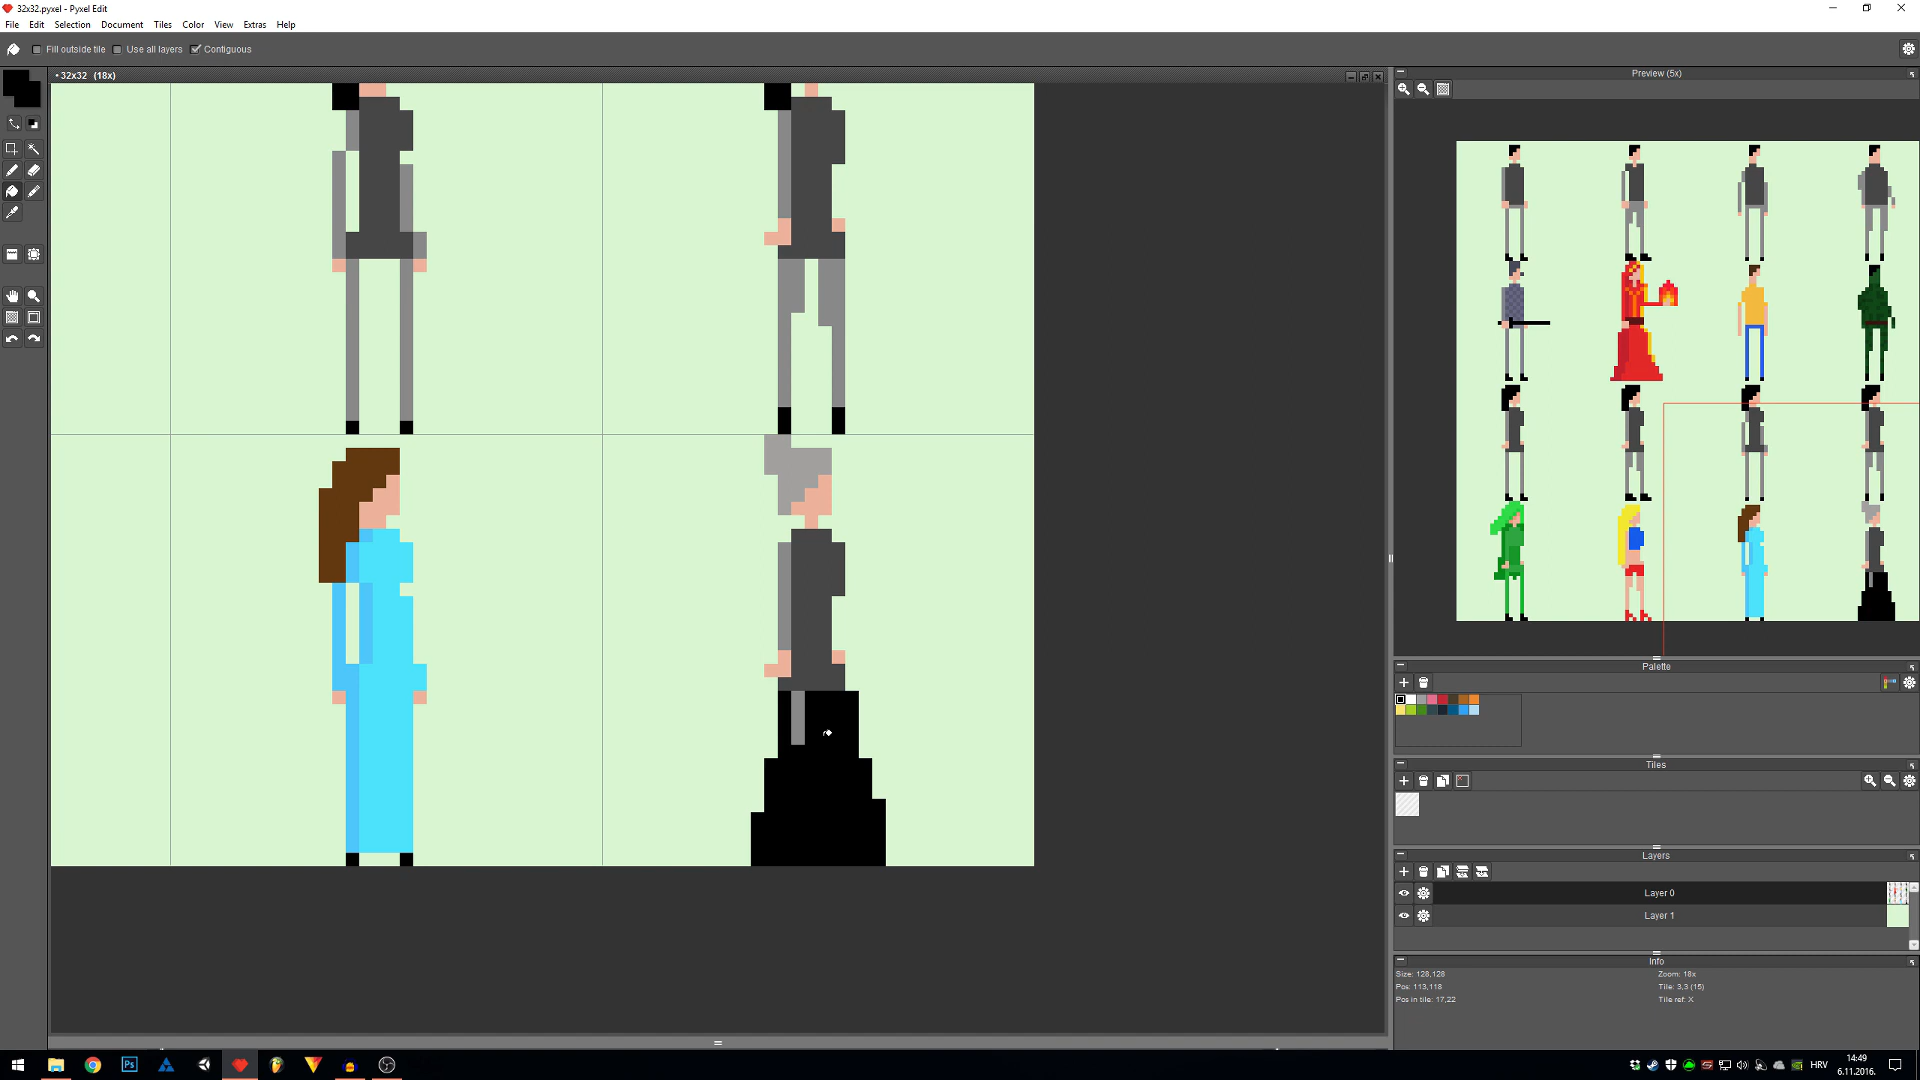 32x32.pyxel - Pyxel Edit
File Edit Selection Document Tiles Color View Extras Help
Fill outside tile Use all layers Contiguous
• 32x32 (18x)
Preview (5x)
Palette
Tiles
Layers
Layer 0
Layer 1
Info
Size: 128,128 Zoom: 18x
Pos: 113,118 Tile: 3,3 (15)
Pos in tile: 17,22 Tile ref: X
Ps
HRV
14:49
6.11.2016.